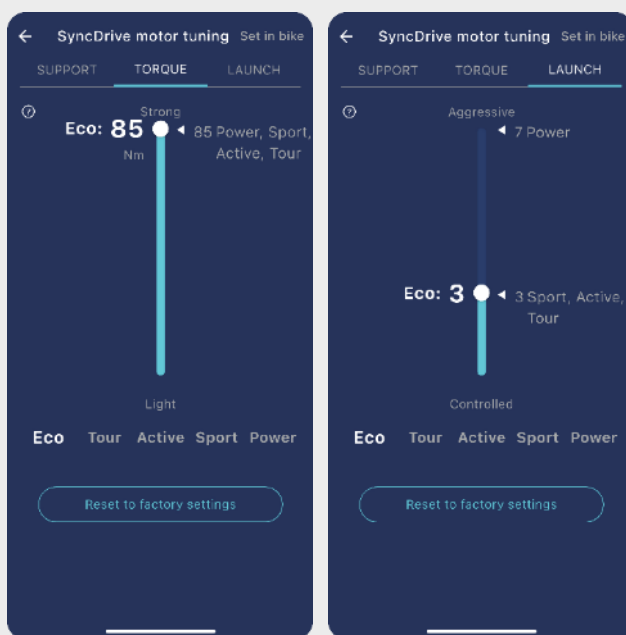 SyncDrive motor tuning Set in bike
SUPPORT TORQUE LAUNCH
Strong
Eco: 85
Nm
85 Power, Sport,
Active, Tour
Light
Eco Tour Active Sport Power
Reset to factory settings
SyncDrive motor tuning Set in bike
SUPPORT TORQUE LAUNCH
Aggressive
7 Power
Eco: 3
3 Sport, Active,
Tour
Controlled
Eco Tour Active Sport Power
Reset to factory settings